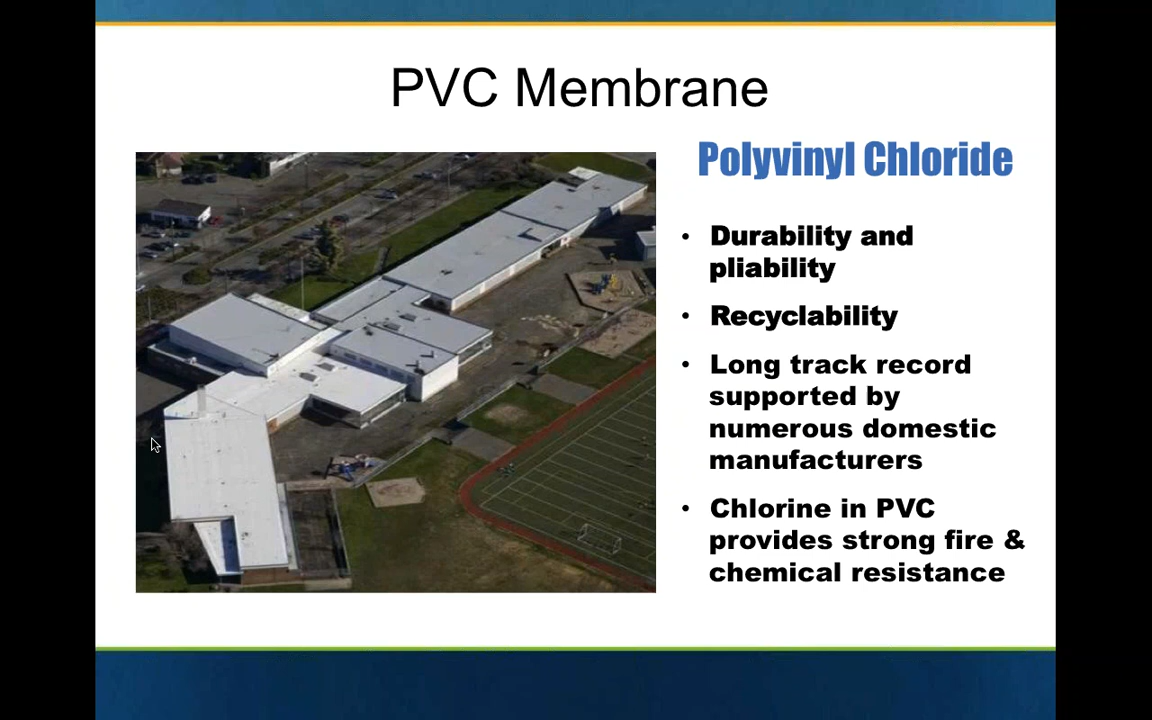 PVC Membrane
Polyvinyl Chloride
• Durability and
pliability
• Recyclability
• Long track record
supported by
numerous domestic
manufacturers
• Chlorine in PVC
provides strong fire &
chemical resistance